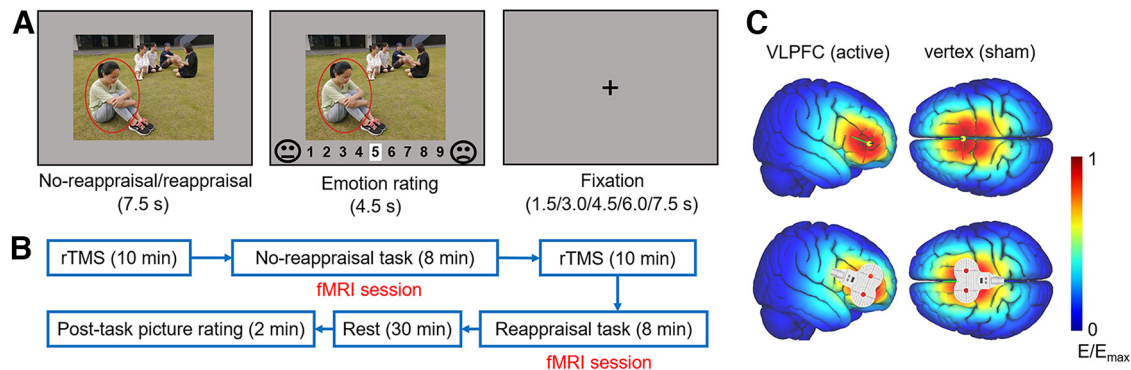 A
No-reappraisal/reappraisal
(7.5 s)
1 2 3 4 5 6 7 8 9
Emotion rating
(4.5 s)
+
Fixation
(1.5/3.0/4.5/6.0/7.5 s)
B
rTMS (10 min)
No-reappraisal task (8 min)
rTMS (10 min)
fMRI session
Post-task picture rating (2 min)
Rest (30 min)
Reappraisal task (8 min)
fMRI session
C
VLPFC (active)
vertex (sham)
1
0
E/Emax